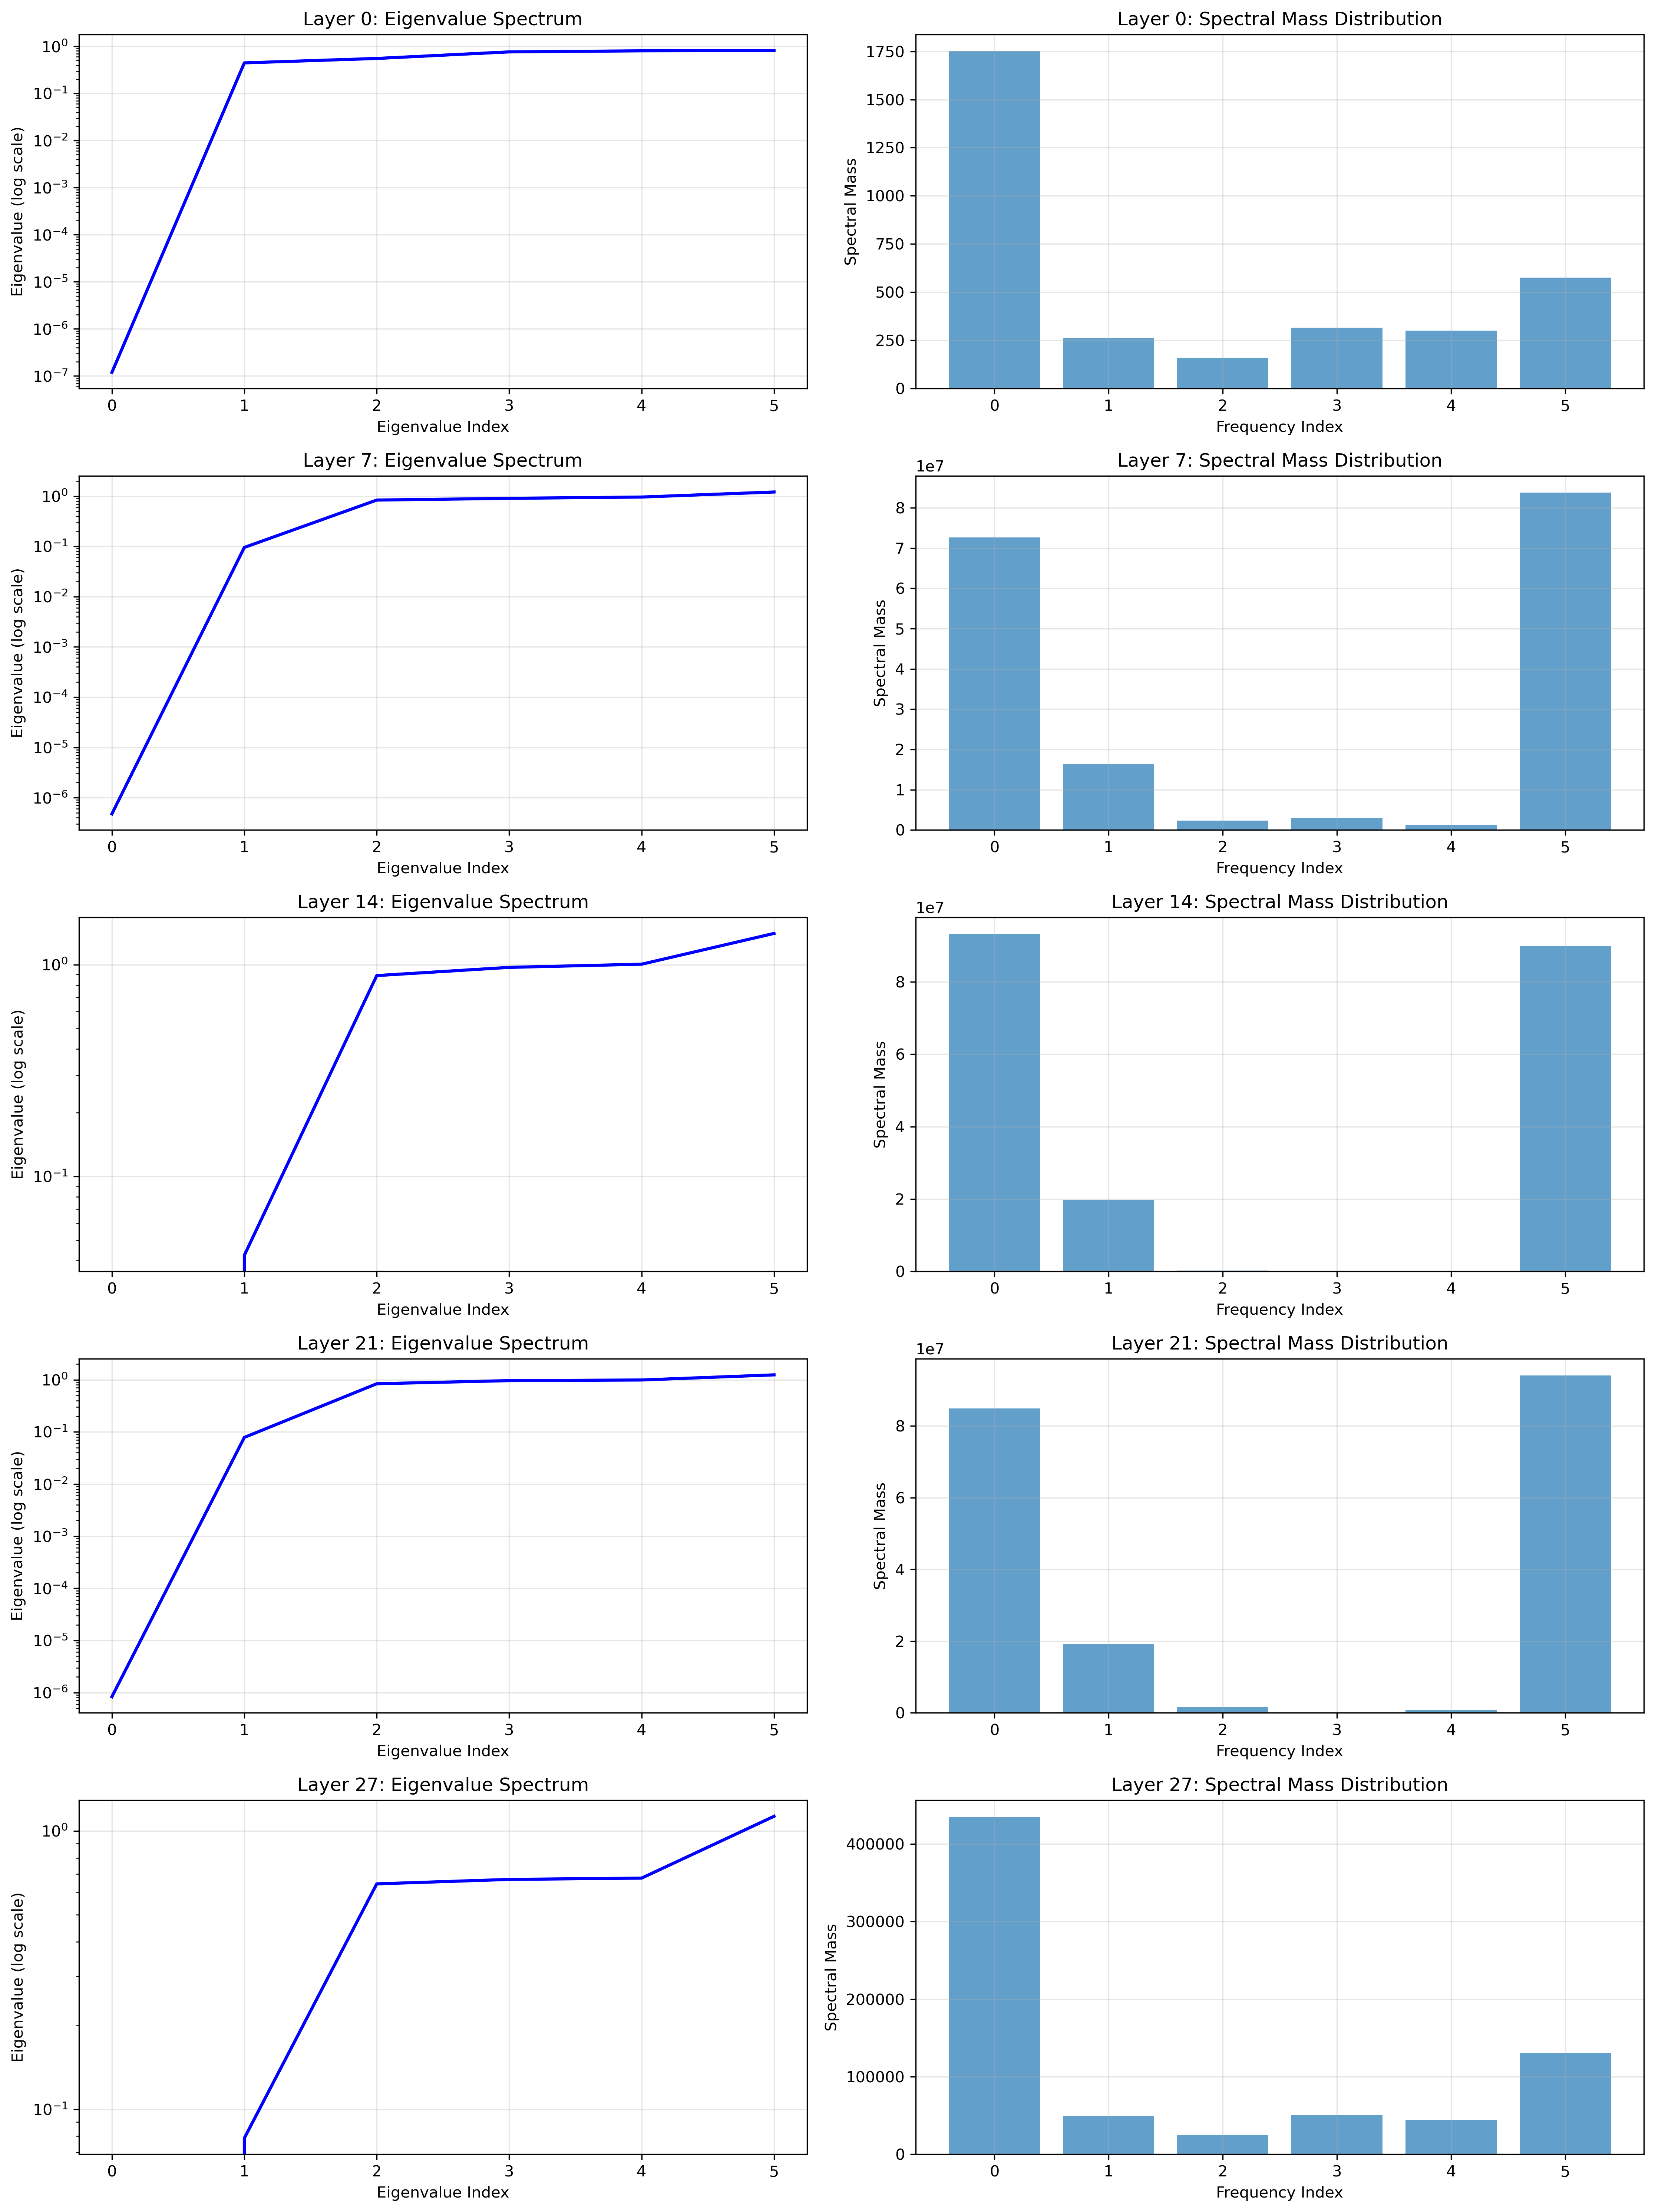 Layer 0: Eigenvalue Spectrum
Eigenvalue (log scale)
10⁰
10⁻¹
10⁻²
10⁻³
10⁻⁴
10⁻⁵
10⁻⁶
10⁻⁷
0 1 2 3 4 5
Eigenvalue Index
Layer 0: Spectral Mass Distribution
Spectral Mass
1750
1500
1250
1000
750
500
250
0
0 1 2 3 4 5
Frequency Index
Layer 7: Eigenvalue Spectrum
Eigenvalue (log scale)
10⁰
10⁻¹
10⁻²
10⁻³
10⁻⁴
10⁻⁵
10⁻⁶
0 1 2 3 4 5
Eigenvalue Index
Layer 7: Spectral Mass Distribution
1e7
Spectral Mass
8
7
6
5
4
3
2
1
0
0 1 2 3 4 5
Frequency Index
Layer 14: Eigenvalue Spectrum
Eigenvalue (log scale)
10⁰
10⁻¹
0 1 2 3 4 5
Eigenvalue Index
Layer 14: Spectral Mass Distribution
1e7
Spectral Mass
8
6
4
2
0
0 1 2 3 4 5
Frequency Index
Layer 21: Eigenvalue Spectrum
Eigenvalue (log scale)
10⁰
10⁻¹
10⁻²
10⁻³
10⁻⁴
10⁻⁵
10⁻⁶
0 1 2 3 4 5
Eigenvalue Index
Layer 21: Spectral Mass Distribution
1e7
Spectral Mass
8
6
4
2
0
0 1 2 3 4 5
Frequency Index
Layer 27: Eigenvalue Spectrum
Eigenvalue (log scale)
10⁰
10⁻¹
0 1 2 3 4 5
Eigenvalue Index
Layer 27: Spectral Mass Distribution
Spectral Mass
400000
300000
200000
100000
0
0 1 2 3 4 5
Frequency Index